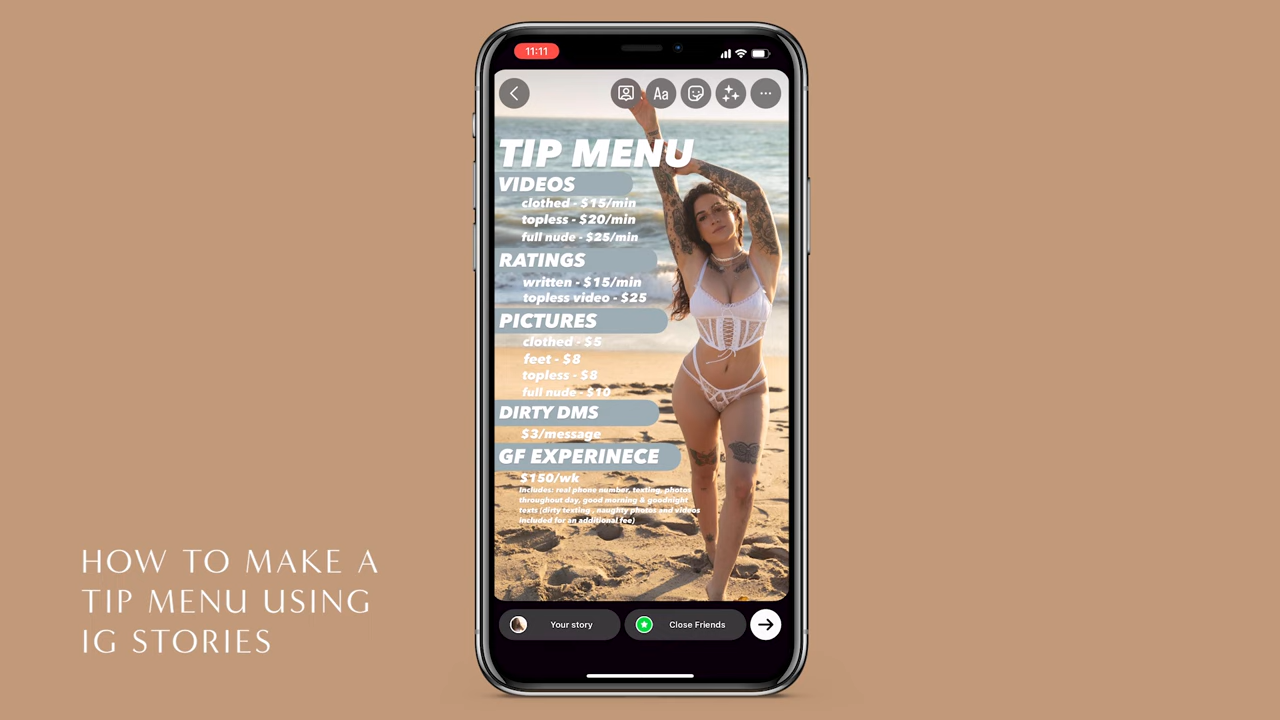 11:11
Aa
TIP MENU
VIDEOS
clothed - $15/min
topless - $20/min
full nude - $25/min
RATINGS
written - $15/min
topless video - $25
PICTURES
clothed - $5
feet - $8
topless - $8
full nude - $10
DIRTY DMS
$3/message
GF EXPERINECE
$150/wk
Includes: real phone number, texting, photos
throughout day, good morning & goodnight
texts (dirty texting , naughty photos and videos
included for an additional fee)
Your story
Close Friends
HOW TO MAKE A
TIP MENU USING
IG STORIES